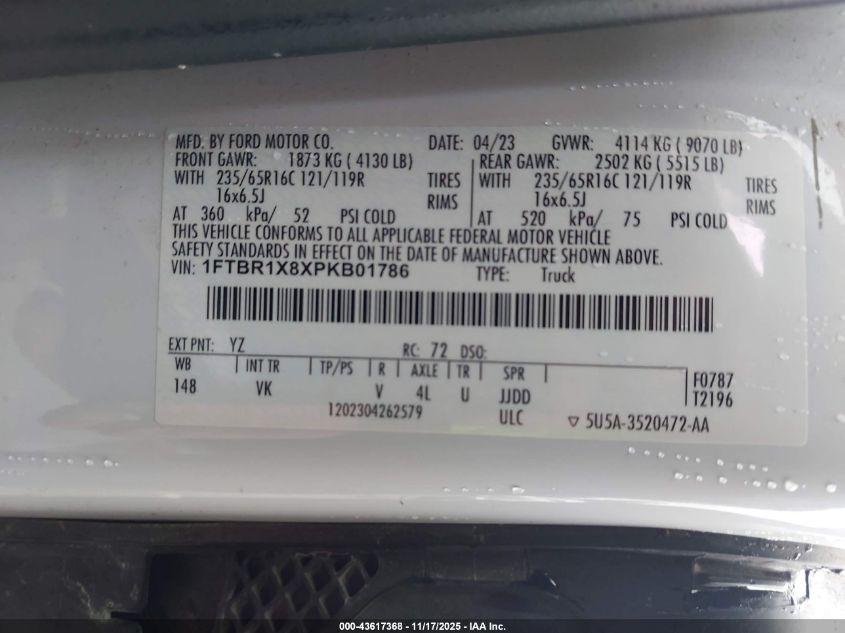 MFD. BY FORD MOTOR CO. DATE: 04/23 GVWR: 4114 KG ( 9070 LB)
FRONT GAWR: 1873 KG ( 4130 LB) REAR GAWR: 2502 KG ( 5515 LB)
WITH 235/65R16C 121/119R TIRES WITH 235/65R16C 121/119R TIRES
16x6.5J RIMS 16x6.5J RIMS
AT 360 kPa/ 52 PSI COLD AT 520 kPa/ 75 PSI COLD
THIS VEHICLE CONFORMS TO ALL APPLICABLE FEDERAL MOTOR VEHICLE
SAFETY STANDARDS IN EFFECT ON THE DATE OF MANUFACTURE SHOWN ABOVE.
VIN: 1FTBR1X8XPKB01786 TYPE: Truck
EXT PNT: YZ RC: 72 DSO:
WB INT TR TP/PS R AXLE TR SPR F0787
148 VK V 4L U JJDD T2196
1202304262579 ULC ▽ 5U5A-3520472-AA
000-43617368 - 11/17/2025 - IAA Inc.